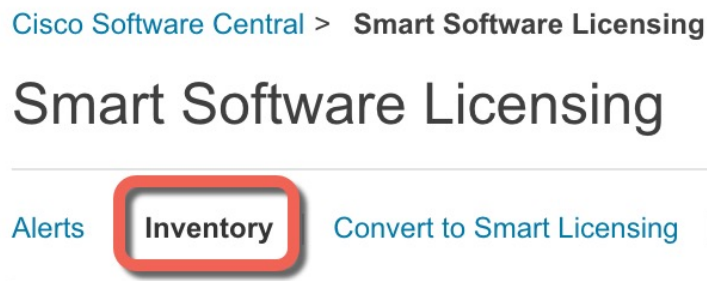 Cisco Software Central > Smart Software Licensing
Smart Software Licensing
Alerts Inventory Convert to Smart Licensing